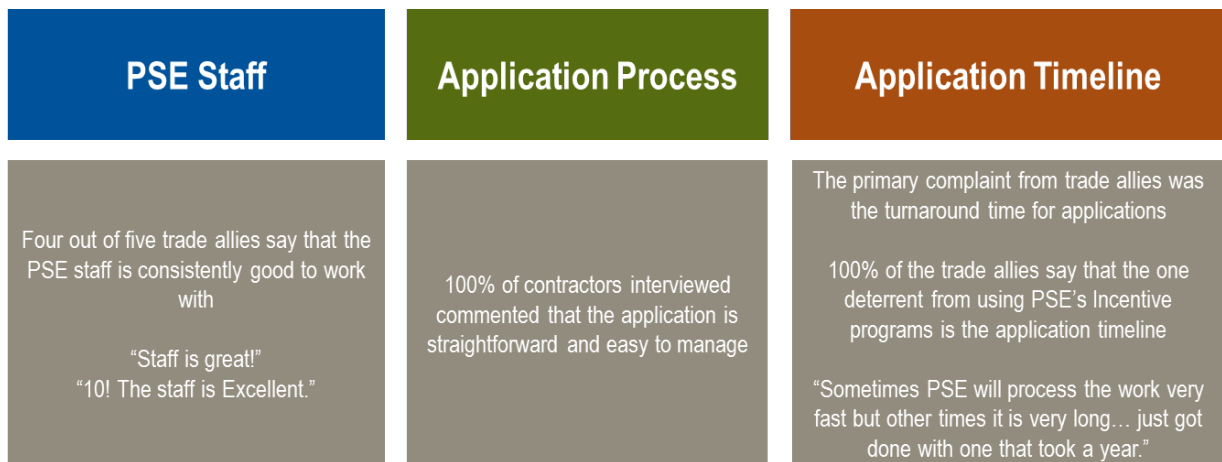 PSE Staff
Four out of five trade allies say that the
PSE staff is consistently good to work
with
“Staff is great!”
“10! The staff is Excellent.”
Application Process
100% of contractors interviewed
commented that the application is
straightforward and easy to manage
Application Timeline
The primary complaint from trade allies was
the turnaround time for applications
100% of the trade allies say that the one
deterrent from using PSE’s Incentive
programs is the application timeline
“Sometimes PSE will process the work very
fast but other times it is very long… just got
done with one that took a year.”